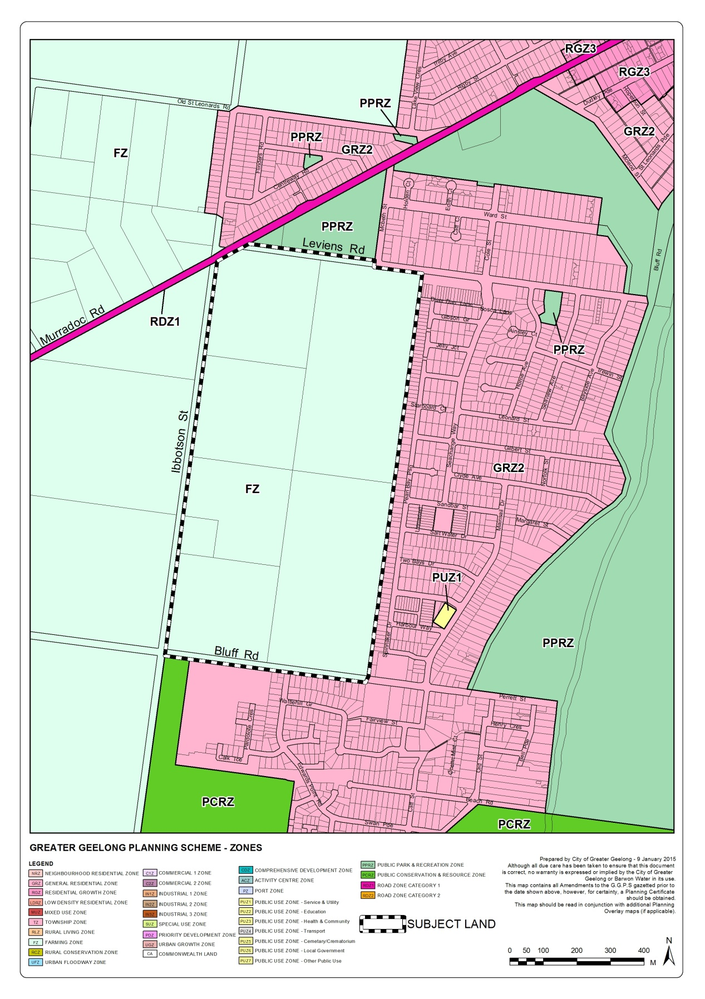 RGZ3
RGZ3
Trilby Ave
Rigby St
Lake View Cres
Dudley Pde
Hopetoun St
PPRZ
Old St Leonards Rd
PPRZ
GRZ2
GRZ2
FZ
Flinders Rd
Centreway Rd
Mcleod St
St Leonards Pde
Holden Ct
Edith Ct
Mcbeth St
Ward St
Cliff Ct
PPRZ
Leviens Rd
Cole St
Bluff Rd
Murradoc Rd
RDZ1
Diver Dan Lane
Bosca Lane
Gibson Gr
Ainsley Ct
Jelly Jct
PPRZ
Home Ave
Seaview Ave
Bayside Ave
Trewin St
Starboard Ct
Leonard St
Ibbotson St
Seachange Way
Gilbert St
GRZ2
Norfolk St
Clyde Ave
Pearl Bay Psg
FZ
Sandbar St
Unnamed
Mainsail Dr
Margaret St
Salt Water Dr
Two Bays Dr
PUZ1
Harbour Way
Spinnaker Dr
PPRZ
Bluff Rd
Perrett St
Wattlehill Gr
Pardolote Cres
Fairview St
Henry Cres
Bell Pde
Ocean Mist Ct
Ord St
Calk Tce
Edwards Point Rd
Cliff St
Beach Rd
PCRZ
Swan Pde
PCRZ
GREATER GEELONG PLANNING SCHEME - ZONES
LEGEND
NRZ NEIGHBOURHOOD RESIDENTIAL ZONE
GRZ GENERAL RESIDENTIAL ZONE
RGZ RESIDENTIAL GROWTH ZONE
LDRZ LOW DENSITY RESIDENTIAL ZONE
MUZ MIXED USE ZONE
TZ TOWNSHIP ZONE
RLZ RURAL LIVING ZONE
FZ FARMING ZONE
RCZ RURAL CONSERVATION ZONE
UFZ URBAN FLOODWAY ZONE
C1Z COMMERCIAL 1 ZONE
C2Z COMMERCIAL 2 ZONE
IN1Z INDUSTRIAL 1 ZONE
IN2Z INDUSTRIAL 2 ZONE
IN3Z INDUSTRIAL 3 ZONE
SUZ SPECIAL USE ZONE
PDZ PRIORITY DEVELOPMENT ZONE
UGZ URBAN GROWTH ZONE
CA COMMONWEALTH LAND
CDZ COMPREHENSIVE DEVELOPMENT ZONE
ACZ ACTIVITY CENTRE ZONE
PZ PORT ZONE
PUZ1 PUBLIC USE ZONE - Service & Utility
PUZ2 PUBLIC USE ZONE - Education
PUZ3 PUBLIC USE ZONE - Health & Community
PUZ4 PUBLIC USE ZONE - Transport
PUZ5 PUBLIC USE ZONE - Cemetary/Crematorium
PUZ6 PUBLIC USE ZONE - Local Government
PUZ7 PUBLIC USE ZONE - Other Public Use
PPRZ PUBLIC PARK & RECREATION ZONE
PCRZ PUBLIC CONSERVATION & RESOURCE ZONE
RDZ1 ROAD ZONE CATEGORY 1
RDZ2 ROAD ZONE CATEGORY 2
SUBJECT LAND
Prepared by City of Greater Geelong - 9 January 2015
Although all due care has been taken to ensure that this document
is correct, no warranty is expressed or implied by the City of Greater
Geelong or Barwon Water in its use.
This map contains all Amendments to the G.G.P.S gazetted prior to
the date shown above, however, for certainty, a Planning Certificate
should be obtained.
This map should be read in conjunction with additional Planning
Overlay maps (if applicable).
0 50 100 200 300 400
M
N